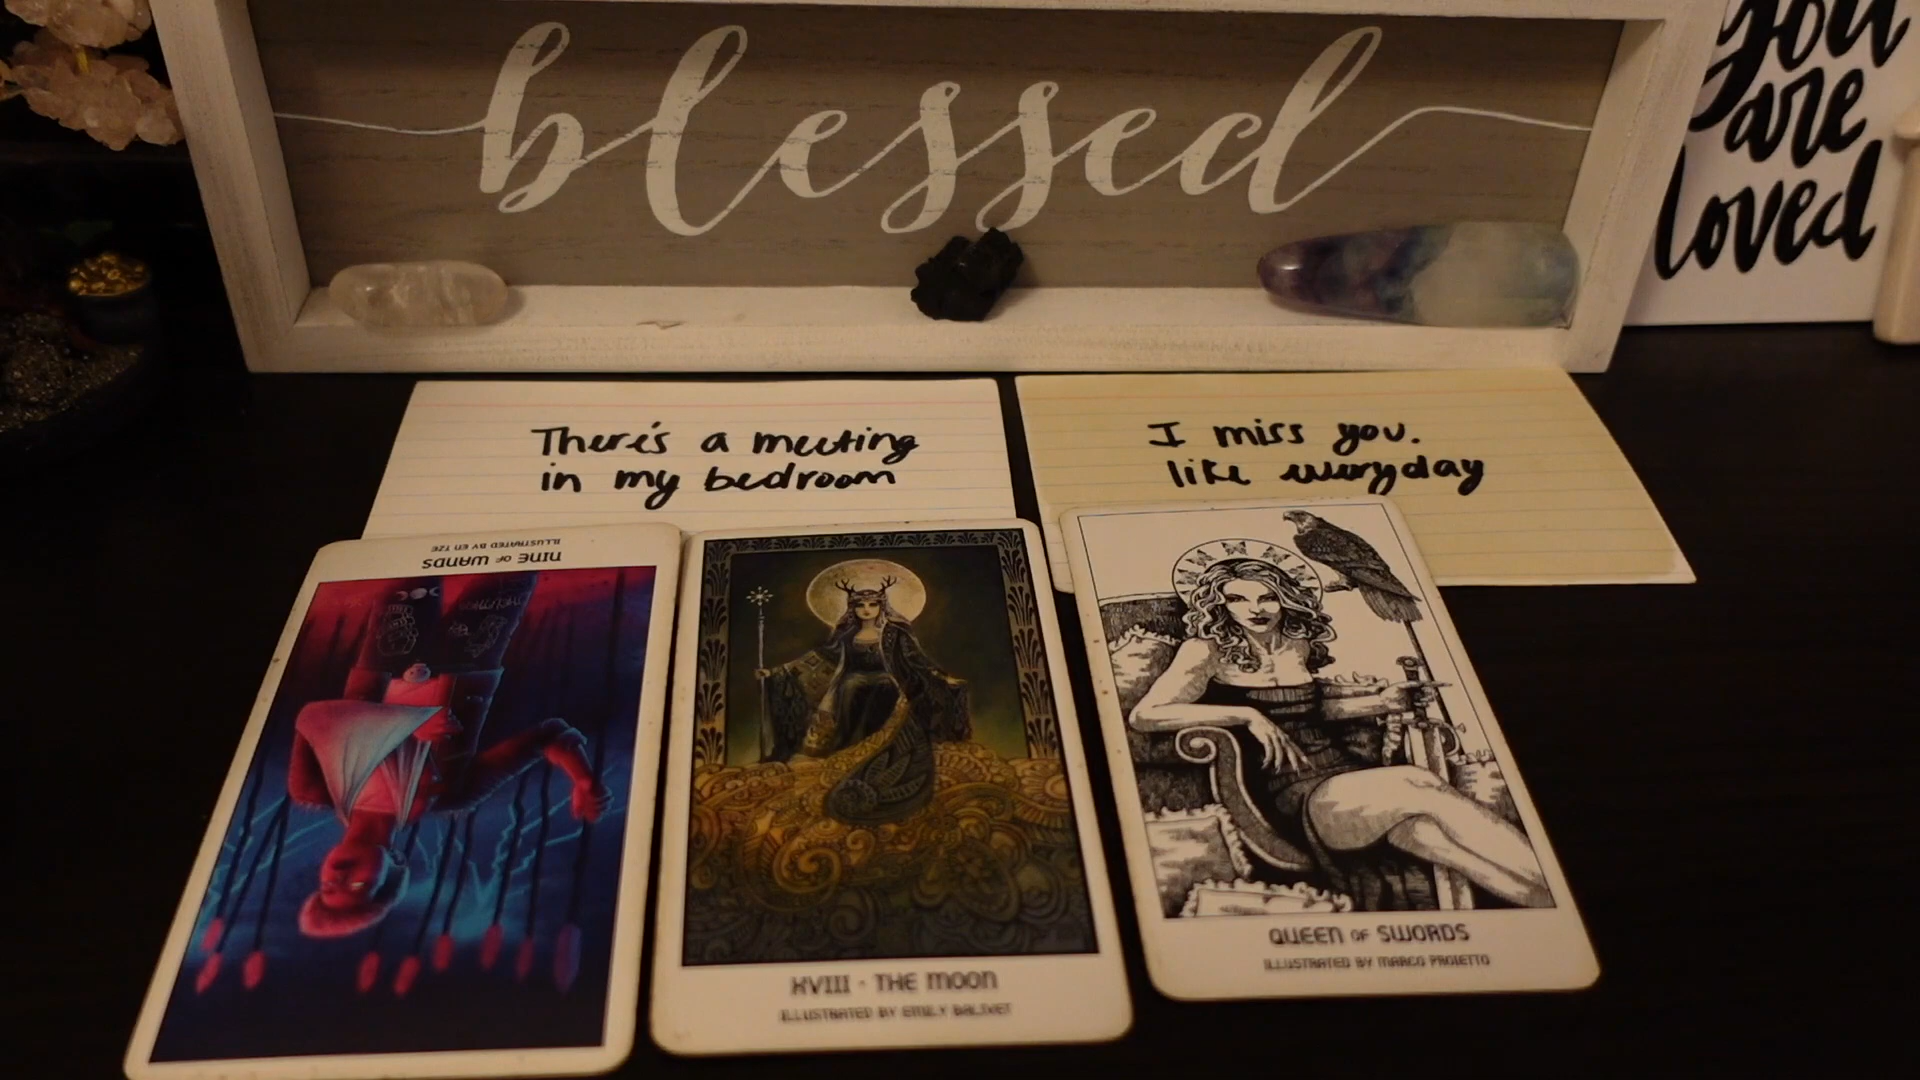 blessed
You
are
loved
There's a meeting
in my bedroom
I miss you.
like everyday
NINE OF WANDS
ILLUSTRATED BY EN TZE
XVIII · THE MOON
ILLUSTRATED BY EMILY BALIVET
QUEEN OF SWORDS
ILLUSTRATED BY MARCO PROIETTO